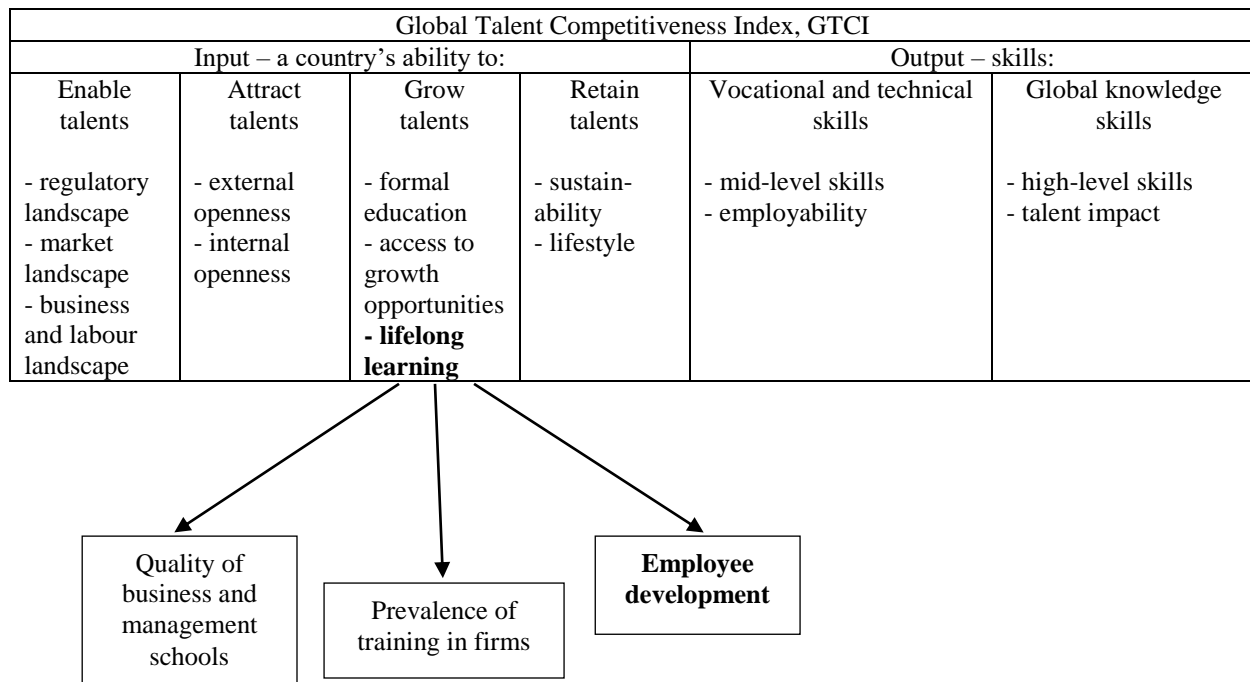 Global Talent Competitiveness Index, GTCI
Input – a country's ability to:
Output – skills:
Enable
talents
- regulatory
landscape
- market
landscape
- business
and labour
landscape
Attract
talents
- external
openness
- internal
openness
Grow
talents
- formal
education
- access to
growth
opportunities
- lifelong
learning
Retain
talents
- sustain-
ability
- lifestyle
Vocational and technical
skills
- mid-level skills
- employability
Global knowledge
skills
- high-level skills
- talent impact
Quality of
business and
management
schools
Prevalence of
training in firms
Employee
development